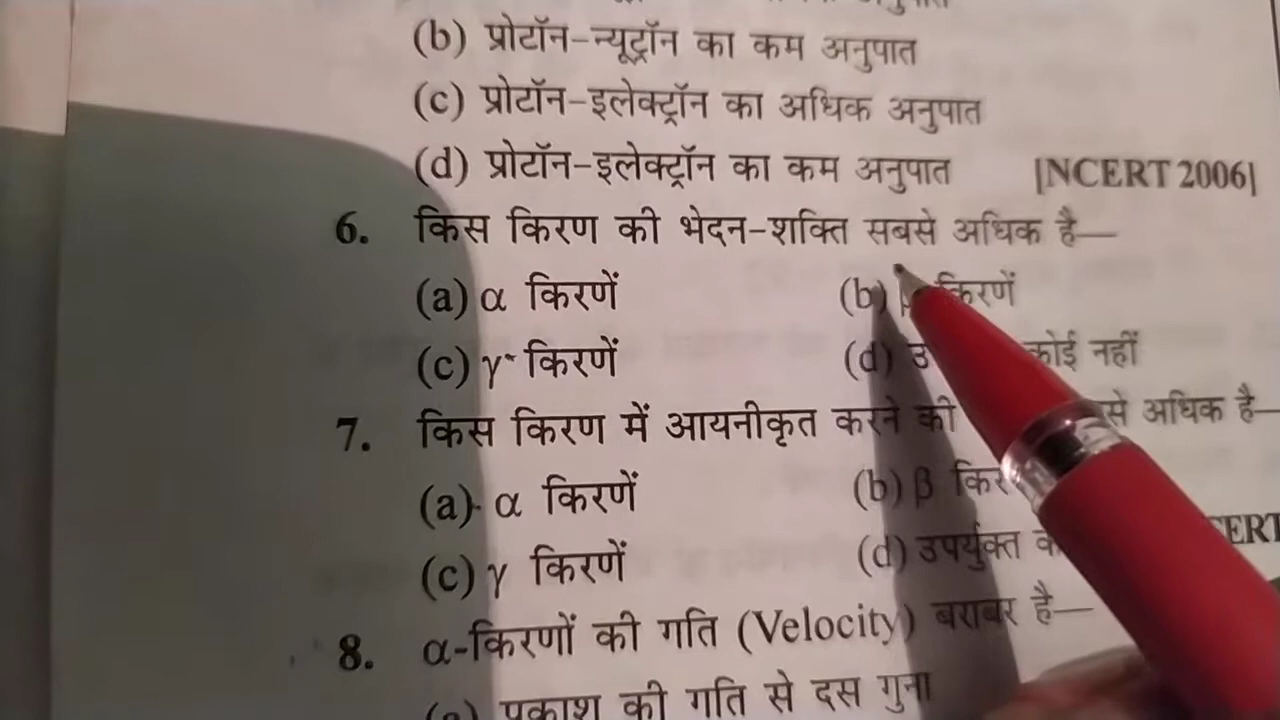 (b) प्रोटॉन-न्यूट्रॉन का कम अनुपात
(c) प्रोटॉन-इलेक्ट्रॉन का अधिक अनुपात
(d) प्रोटॉन-इलेक्ट्रॉन का कम अनुपात [NCERT 2006]
6. किस किरण की भेदन-शक्ति सबसे अधिक है—
(a) α किरणें (b) किरणें
(c) γ किरणें (d) कोई नहीं
7. किस किरण में आयनीकृत करने की से अधिक है—
(a) α किरणें (b) β
(c) γ किरणें (d) उपर्युक्त
8. α-किरणों की गति (Velocity) बराबर है—
(a) प्रकाश की गति से दस गुना